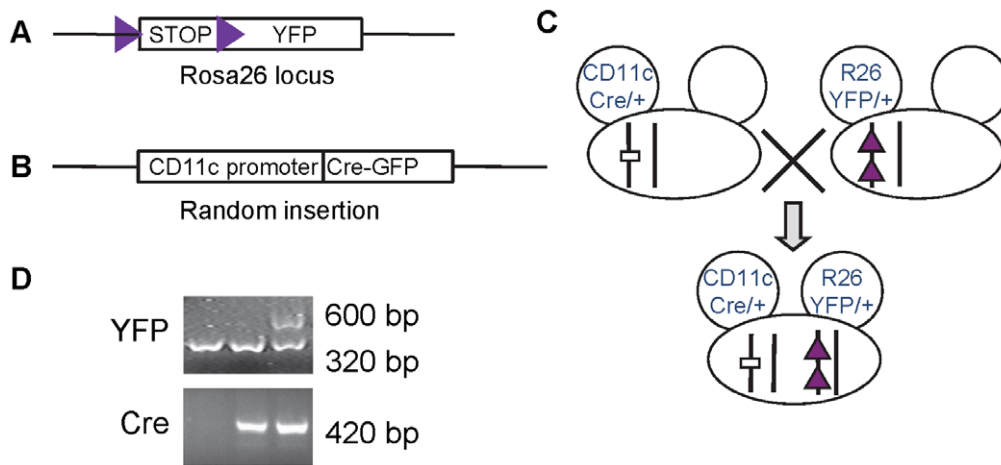 A
STOP YFP
Rosa26 locus
B
CD11c promoter Cre-GFP
Random insertion
C
CD11c
Cre/+
R26
YFP/+
CD11c
Cre/+
R26
YFP/+
D
YFP
600 bp
320 bp
Cre
420 bp